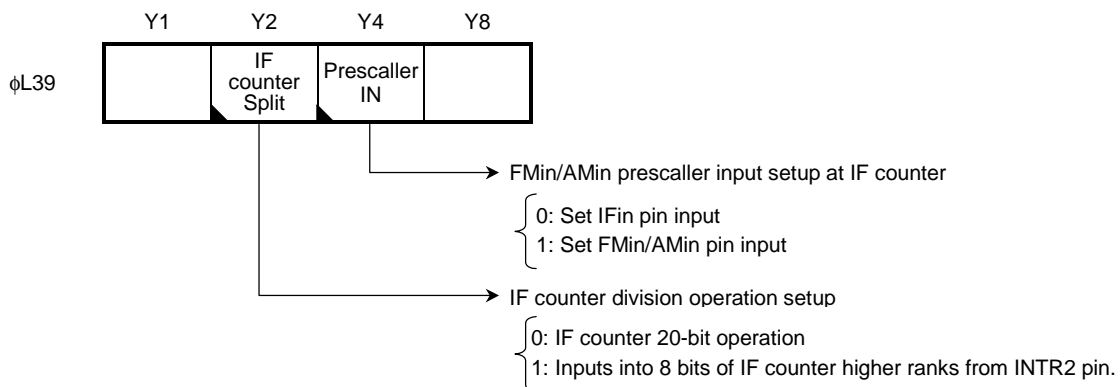 Y1 Y2 Y4 Y8
φL39
IF
counter
Split
Prescaller
IN
FMin/AMin prescaller input setup at IF counter
0: Set IFin pin input
1: Set FMin/AMin pin input
IF counter division operation setup
0: IF counter 20-bit operation
1: Inputs into 8 bits of IF counter higher ranks from INTR2 pin.